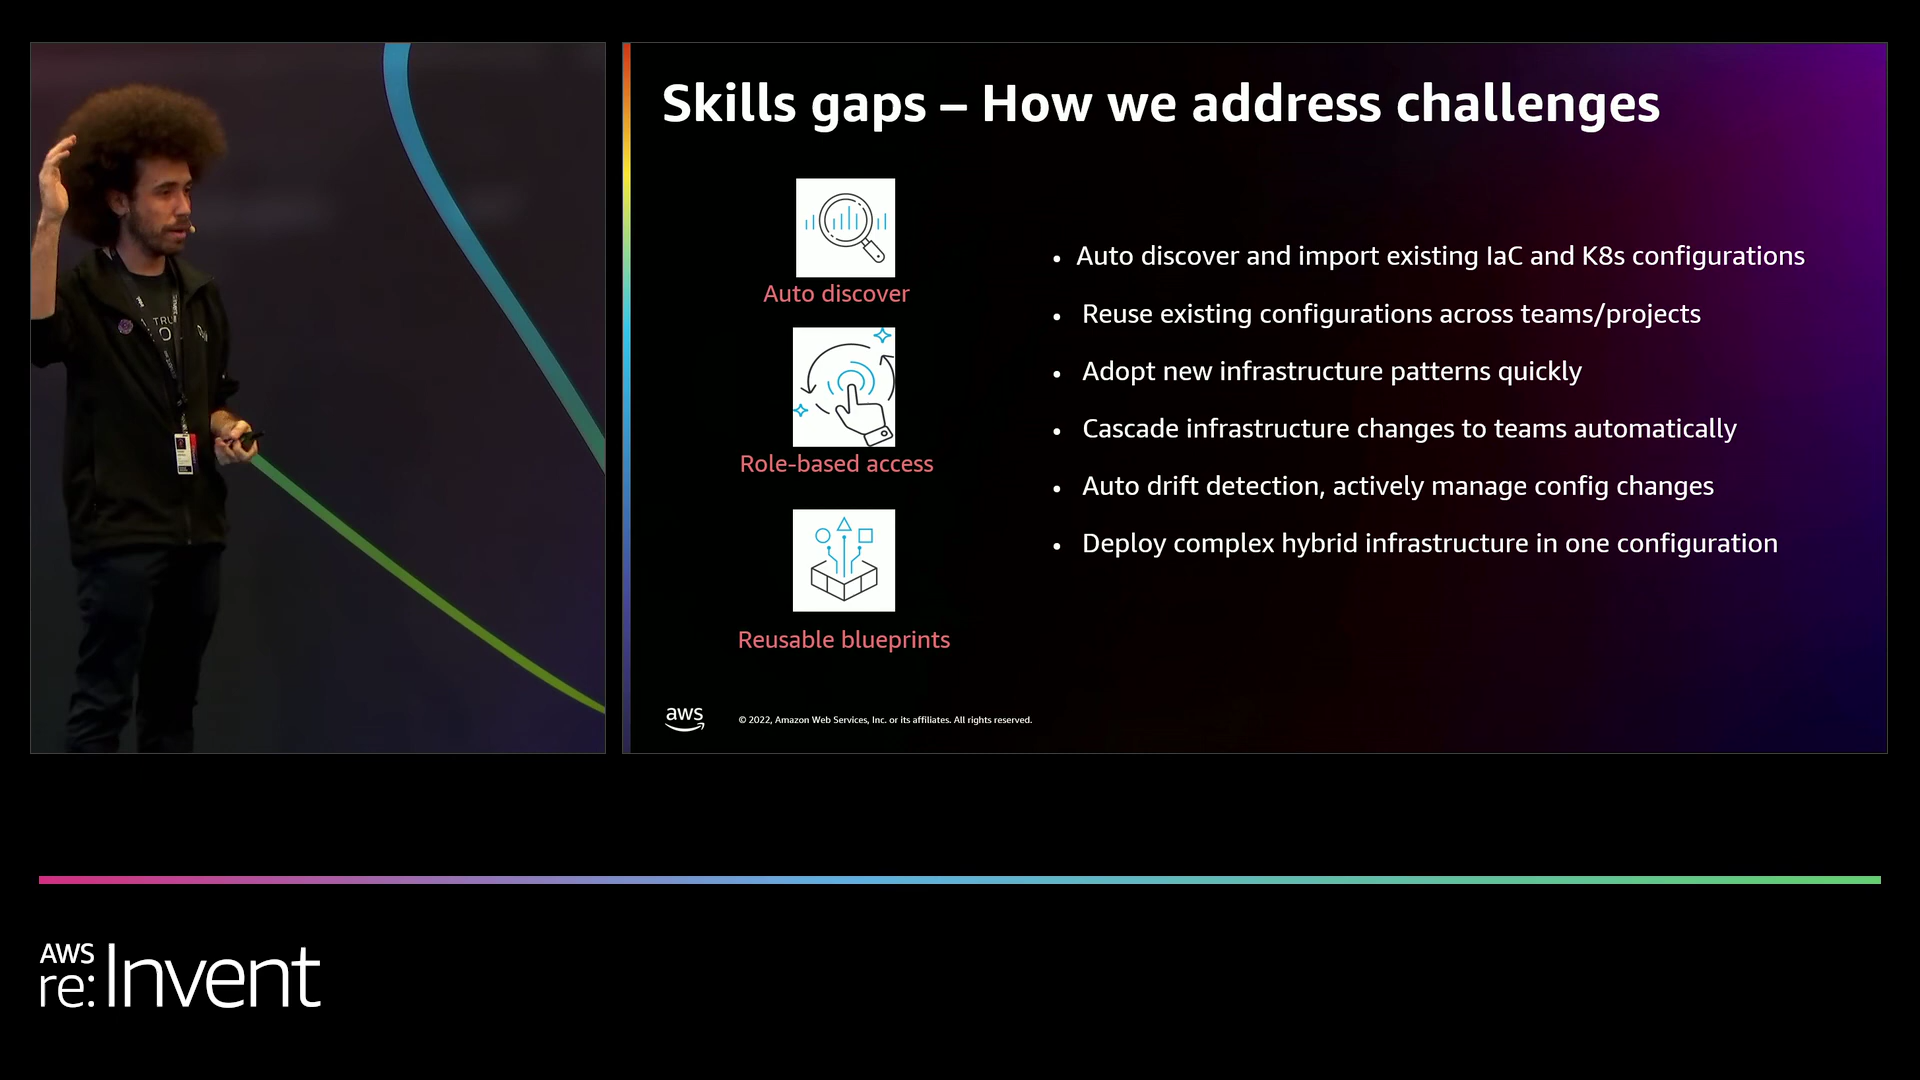 Skills gaps – How we address challenges
Auto discover
Role-based access
Reusable blueprints
• Auto discover and import existing IaC and K8s configurations
• Reuse existing configurations across teams/projects
• Adopt new infrastructure patterns quickly
• Cascade infrastructure changes to teams automatically
• Auto drift detection, actively manage config changes
• Deploy complex hybrid infrastructure in one configuration
aws
© 2022, Amazon Web Services, Inc. or its affiliates. All rights reserved.
AWS
re:Invent